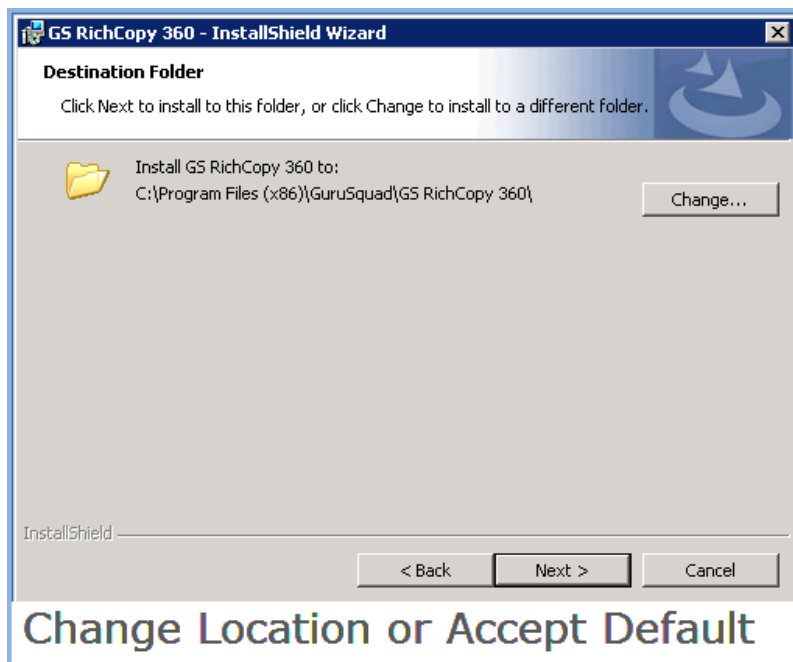 GS RichCopy 360 - InstallShield Wizard
Destination Folder
Click Next to install to this folder, or click Change to install to a different folder.
Install GS RichCopy 360 to:
C:\Program Files (x86)\GuruSquad\GS RichCopy 360\
Change...
InstallShield
< Back
Next >
Cancel
Change Location or Accept Default